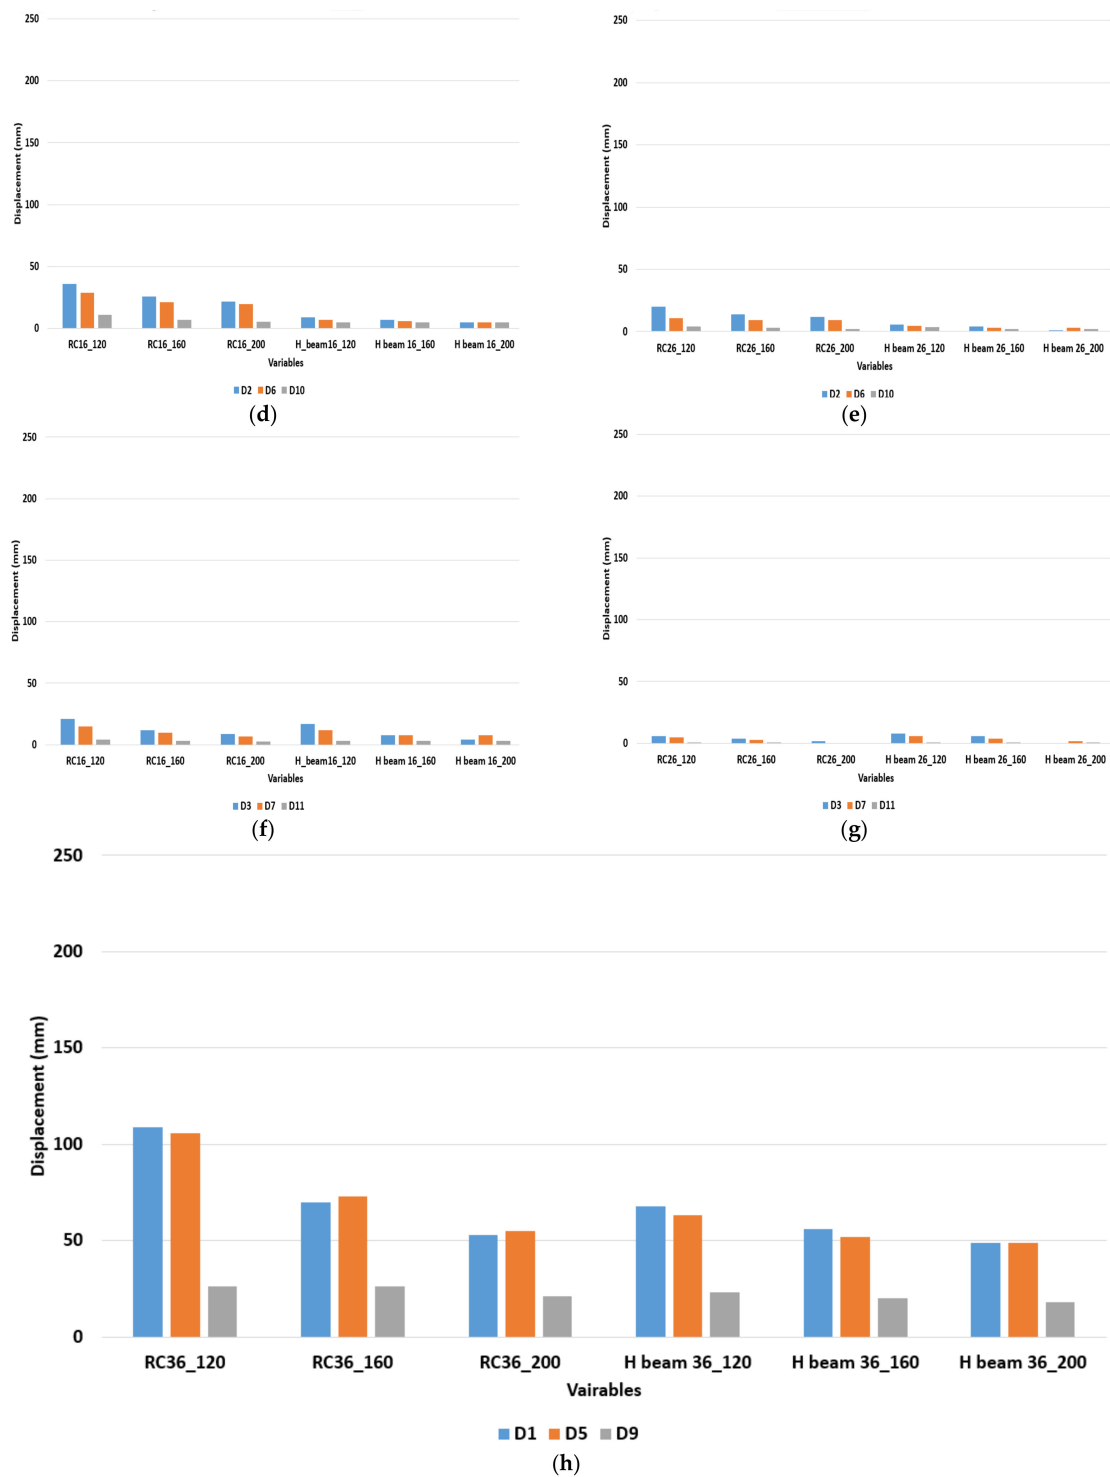 250
200
150
100
50
0
Displacement (mm)
RC16_120 RC16_160 RC16_200 H_beam16_120 H beam 16_160 H beam 16_200
Variables
D2 D6 D10
(d)
250
200
150
100
50
0
Displacement (mm)
RC26_120 RC26_160 RC26_200 H beam 26_120 H beam 26_160 H beam 26_200
Variables
D2 D6 D10
(e)
250
200
150
100
50
0
Displacement (mm)
RC16_120 RC16_160 RC16_200 H_beam16_120 H beam 16_160 H beam 16_200
Variables
D3 D7 D11
(f)
250
200
150
100
50
0
Displacement (mm)
RC26_120 RC26_160 RC26_200 H beam 26_120 H beam 26_160 H beam 26_200
Variables
D3 D7 D11
(g)
250
200
150
100
50
0
Displacement (mm)
RC36_120 RC36_160 RC36_200 H beam 36_120 H beam 36_160 H beam 36_200
Vairables
D1 D5 D9
(h)